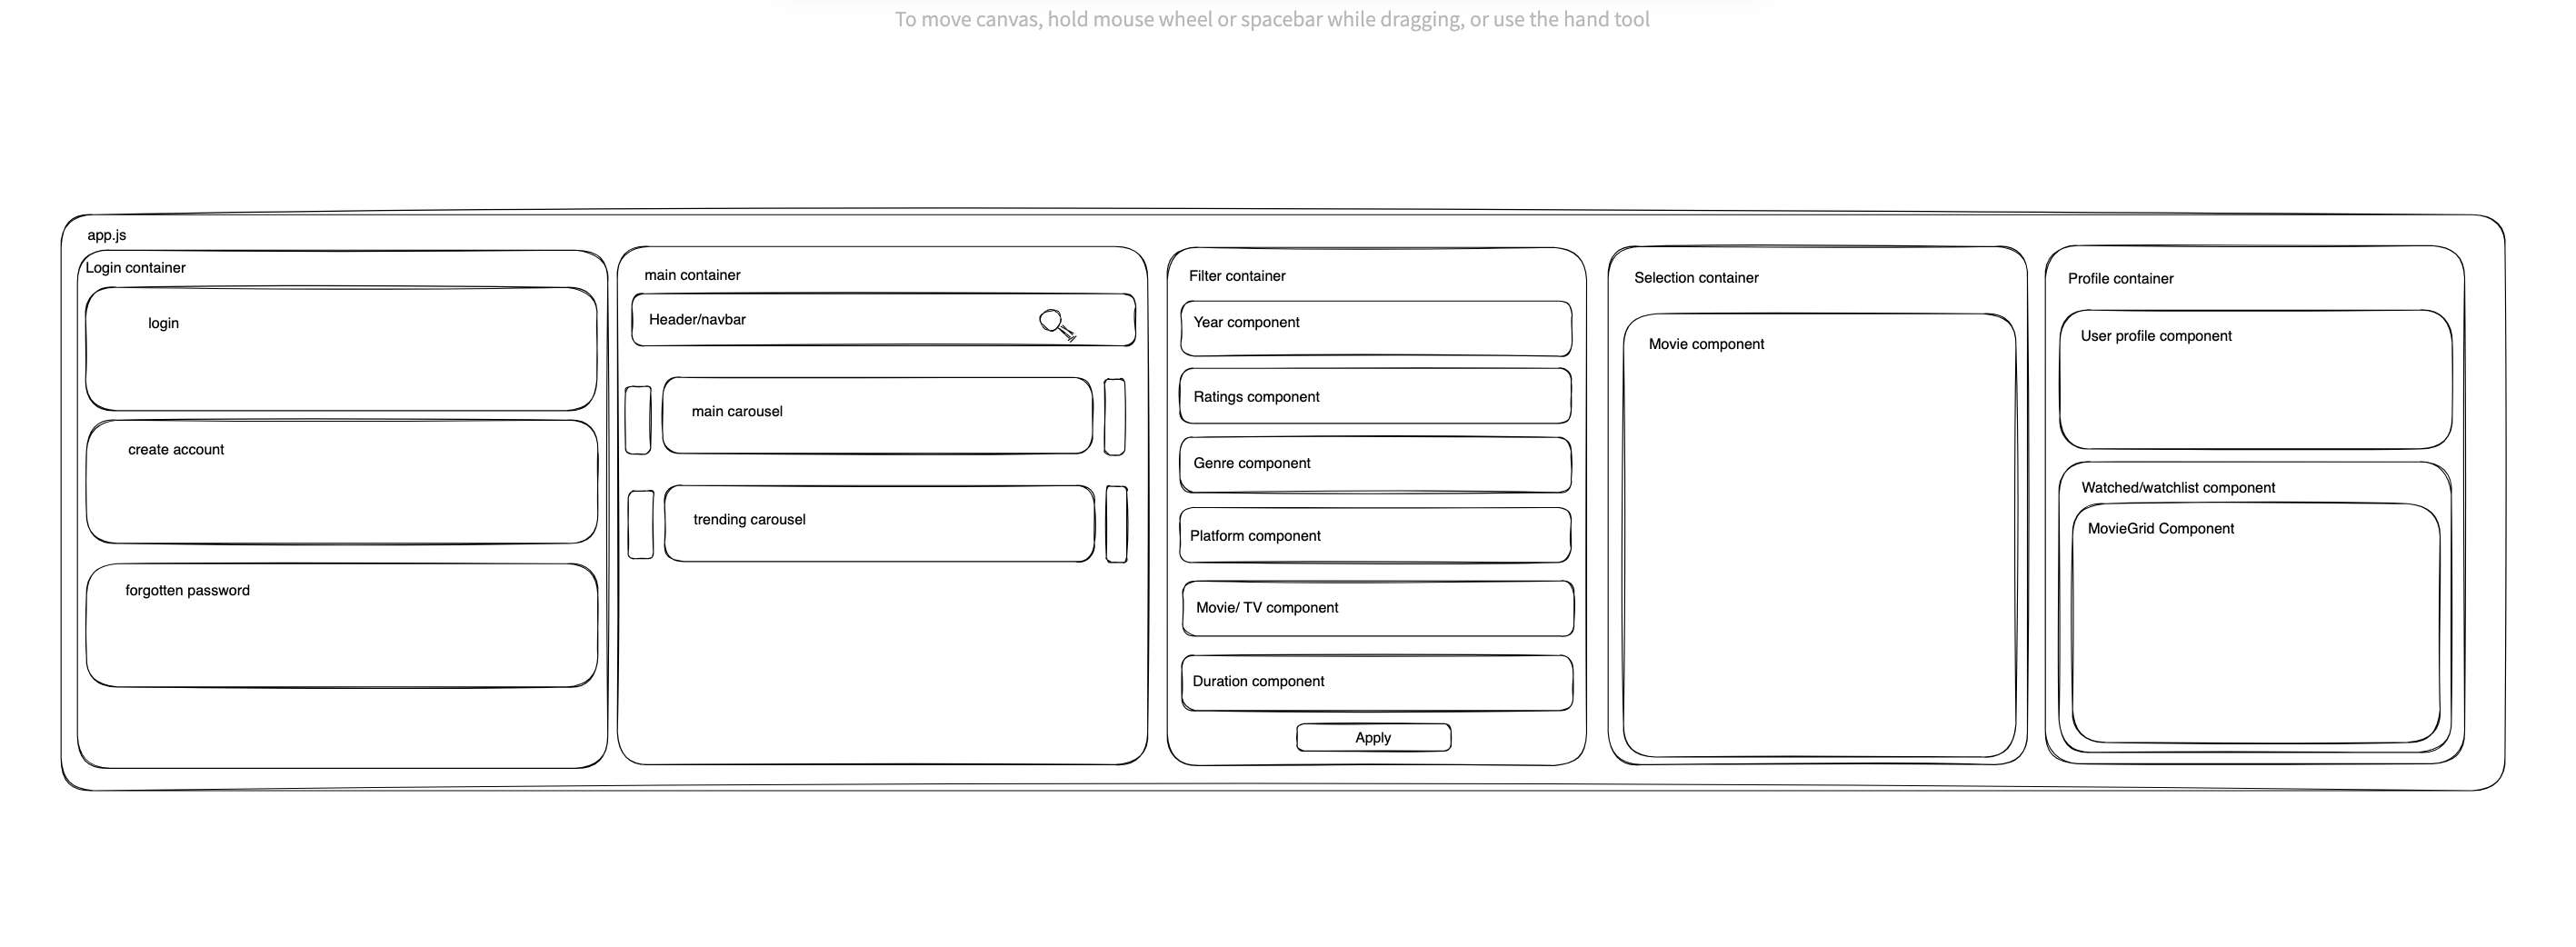 To move canvas, hold mouse wheel or spacebar while dragging, or use the hand tool
app.js
Login container
login
create account
forgotten password
main container
Header/navbar
main carousel
trending carousel
Filter container
Year component
Ratings component
Genre component
Platform component
Movie/ TV component
Duration component
Apply
Selection container
Movie component
Profile container
User profile component
Watched/watchlist component
MovieGrid Component